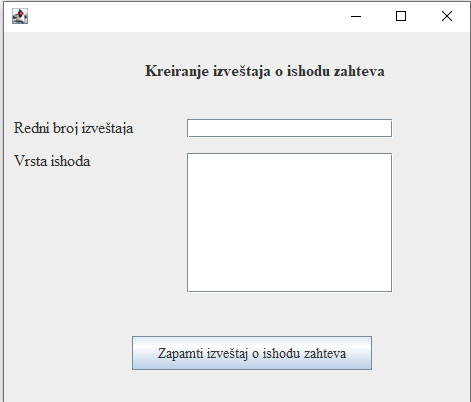 Kreiranje izveštaja o ishodu zahteva
Redni broj izveštaja
Vrsta ishoda
Zapamti izveštaj o ishodu zahteva